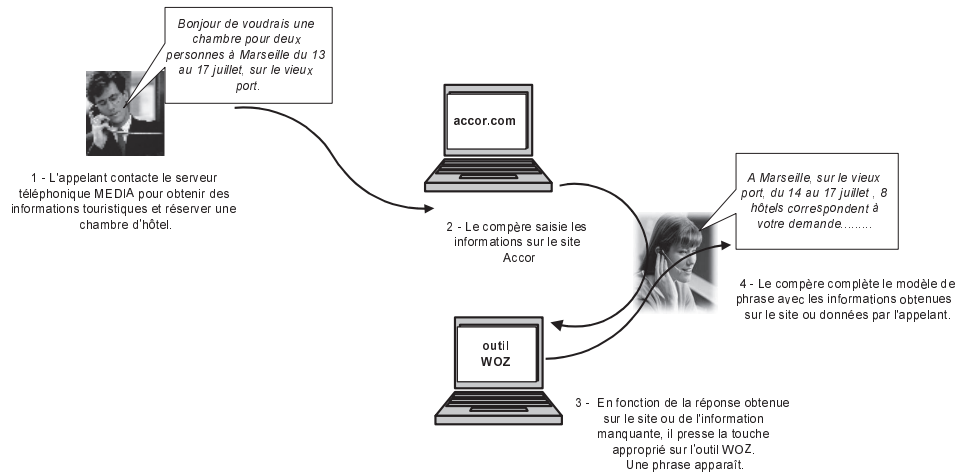 Bonjour de voudrais une
chambre pour deux
personnes à Marseille du 13
au 17 juillet, sur le vieux
port.
1 - L'appelant contacte le serveur
téléphonique MEDIA pour obtenir des
informations touristiques et réserver une
chambre d'hôtel.
accor.com
2 - Le compère saisie les
informations sur le site
Accor
outil
WOZ
3 - En fonction de la réponse obtenue
sur le site ou de l'information
manquante, il presse la touche
approprié sur l'outil WOZ.
Une phrase apparaît.
A Marseille, sur le vieux
port, du 14 au 17 juillet , 8
hôtels correspondent à
votre demande.........
4 - Le compère complète le modèle de
phrase avec les informations obtenues
sur le site ou données par l'appelant.